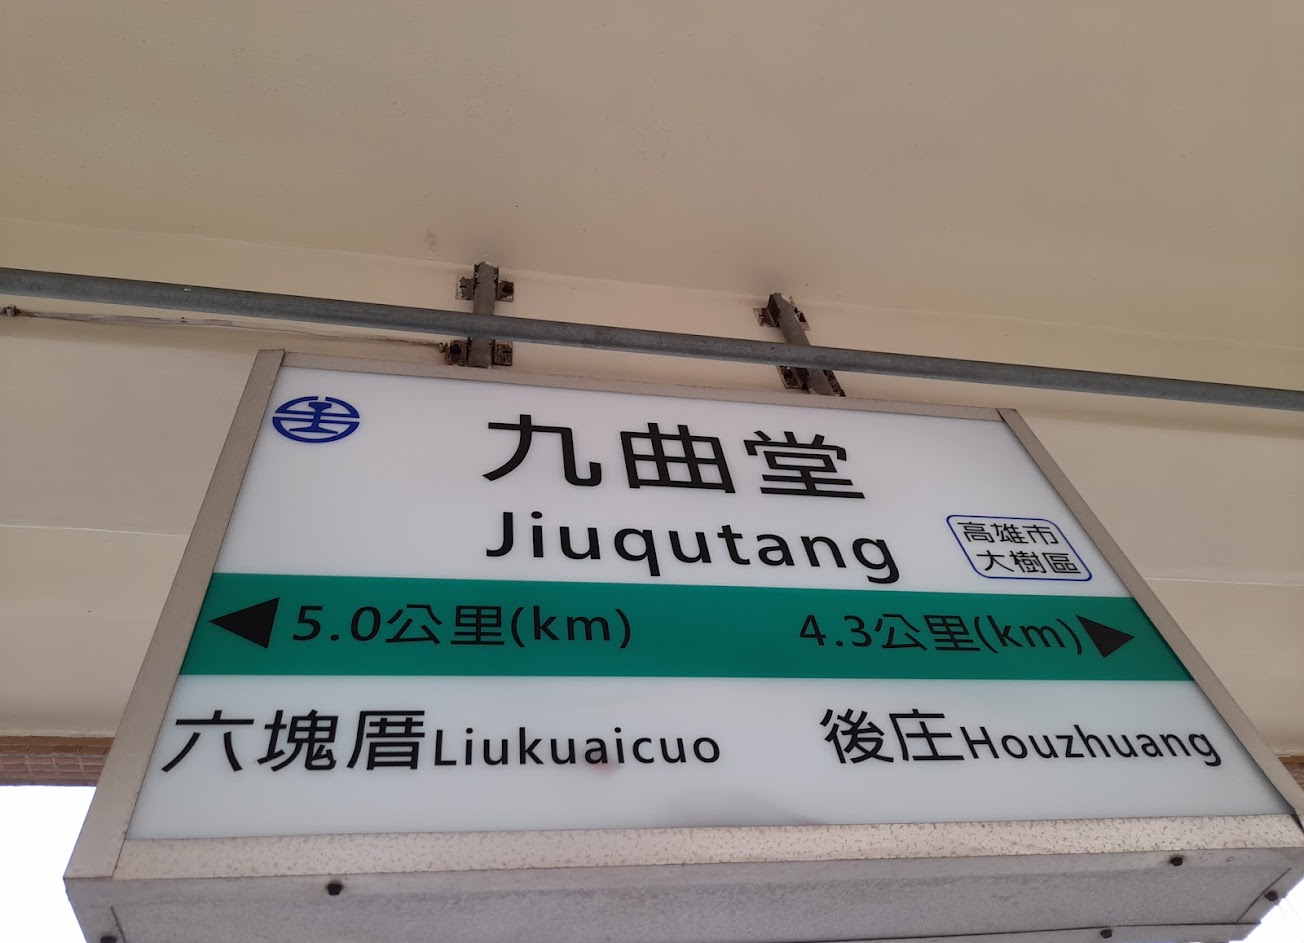 九曲堂
Jiuqutang
高雄市
大樹區
◀5.0公里(km)
4.3公里(km)▶
六塊厝Liukuaicuo
後庄Houzhuang